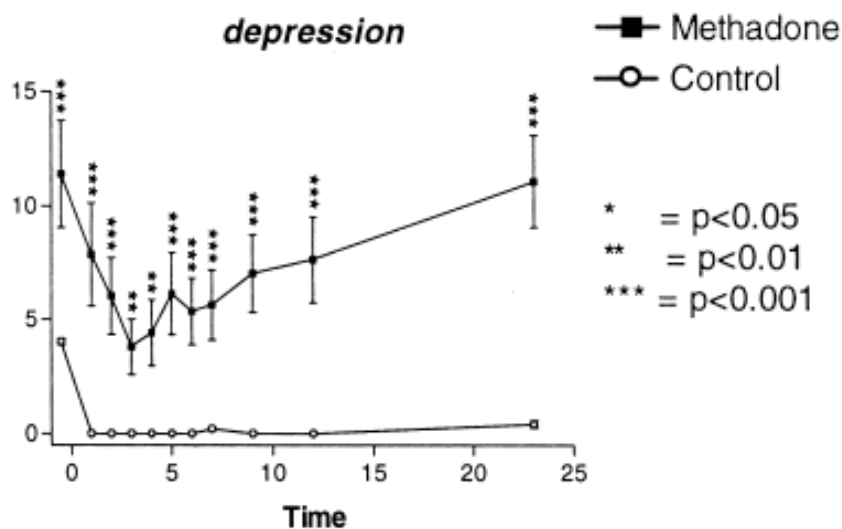 depression
Methadone
Control
15
10
5
0
***
***
***
**
**
***
***
***
***
***
***
* = p<0.05
** = p<0.01
*** = p<0.001
0 5 10 15 20 25
Time